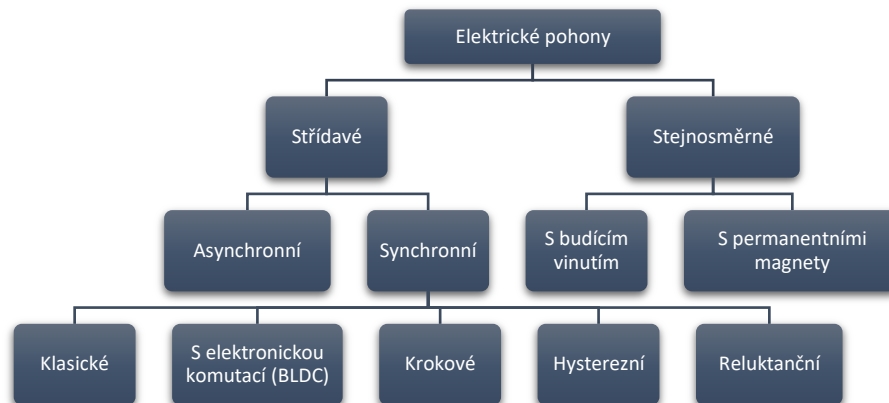 Elektrické pohony
Střídavé
Stejnosměrné
Asynchronní
Synchronní
S budícím
vinutím
S permanentními
magnety
Klasické
S elektronickou
komutací (BLDC)
Krokové
Hysterezní
Reluktanční